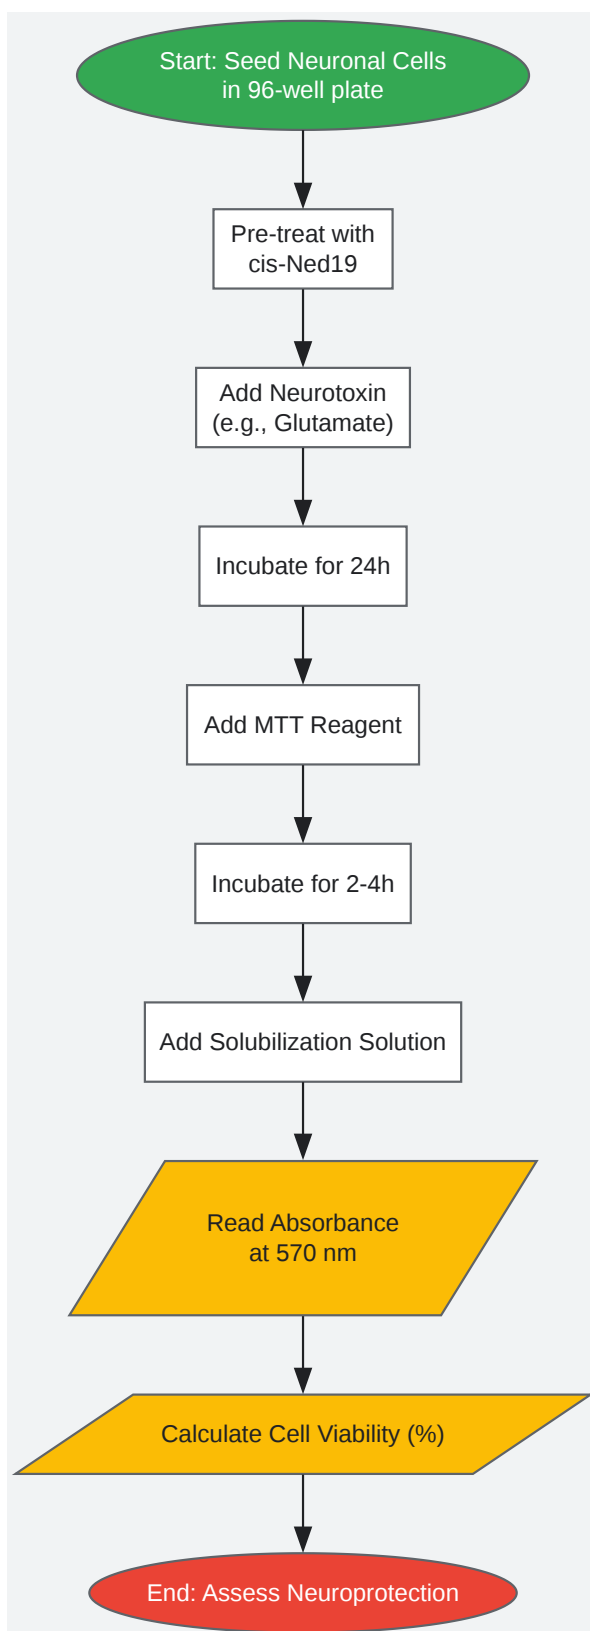 Start: Seed Neuronal Cells
in 96-well plate
Pre-treat with
cis-Ned19
Add Neurotoxin
(e.g., Glutamate)
Incubate for 24h
Add MTT Reagent
Incubate for 2-4h
Add Solubilization Solution
Read Absorbance
at 570 nm
Calculate Cell Viability (%)
End: Assess Neuroprotection